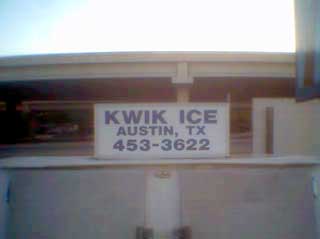 KWIK ICE
AUSTIN, TX
453-3622